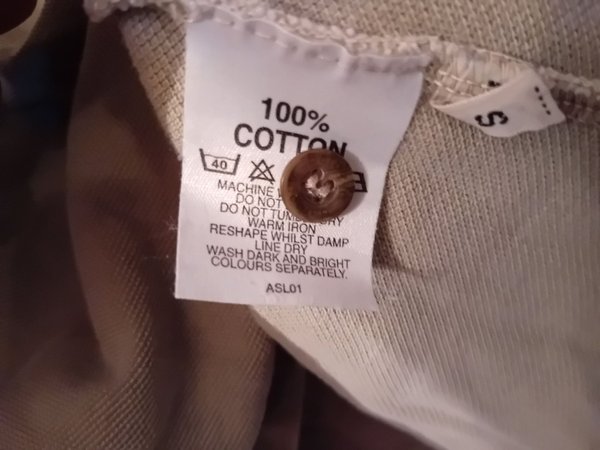 100%
COTTON
40
MACHINE
DO NOT
DO NOT TUMBLE DRY
WARM IRON
RESHAPE WHILST DAMP
LINE DRY
WASH DARK AND BRIGHT
COLOURS SEPARATELY.
ASL01
S